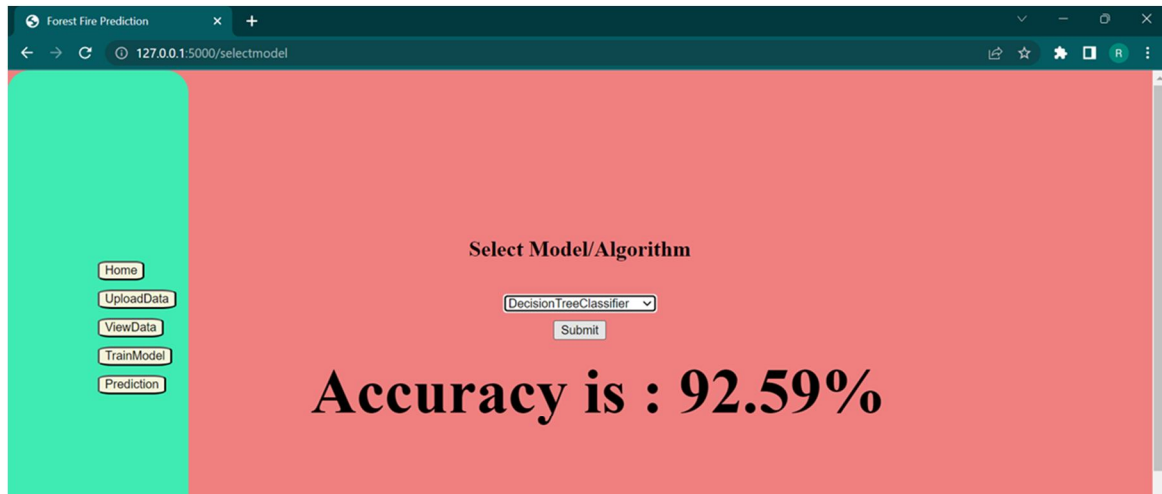 Forest Fire Prediction
127.0.0.1:5000/selectmodel
R
Home
UploadData
ViewData
TrainModel
Prediction
Select Model/Algorithm
DecisionTreeClassifier
Submit
Accuracy is : 92.59%